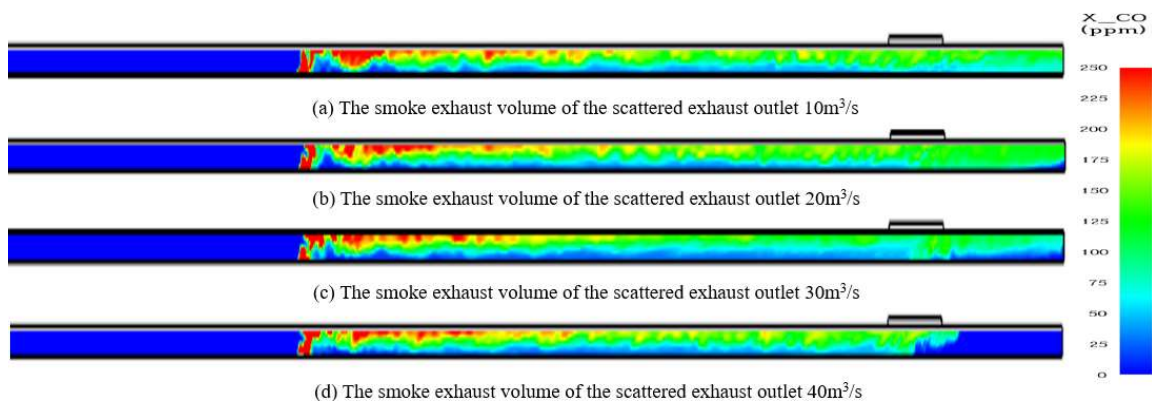 X_CO
(ppm)
(a) The smoke exhaust volume of the scattered exhaust outlet 10m³/s
(b) The smoke exhaust volume of the scattered exhaust outlet 20m³/s
(c) The smoke exhaust volume of the scattered exhaust outlet 30m³/s
(d) The smoke exhaust volume of the scattered exhaust outlet 40m³/s
250
225
200
175
150
125
100
75
50
25
0